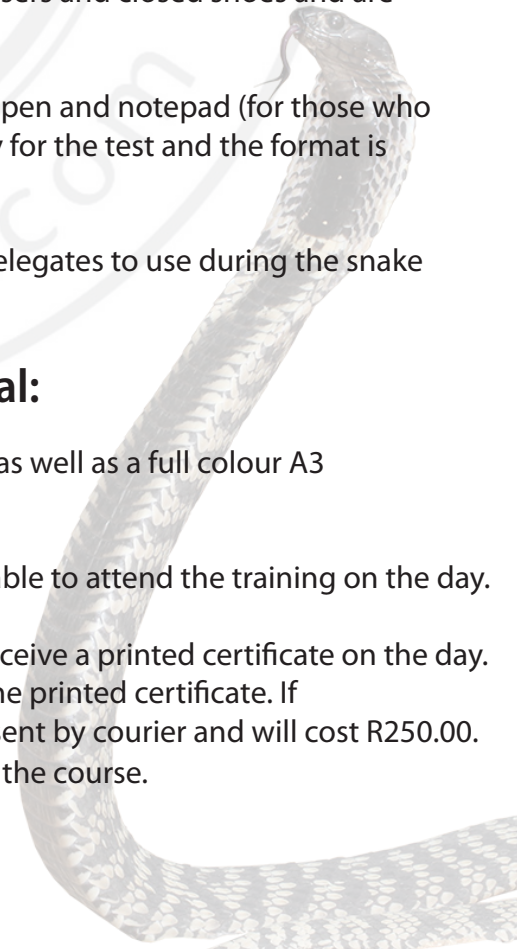 sers and closed shoes and are
pen and notepad (for those who
for the test and the format is
elegates to use during the snake
al:
as well as a full colour A3
ble to attend the training on the day.
ceive a printed certificate on the day.
e printed certificate. If
sent by courier and will cost R250.00.
the course.
com